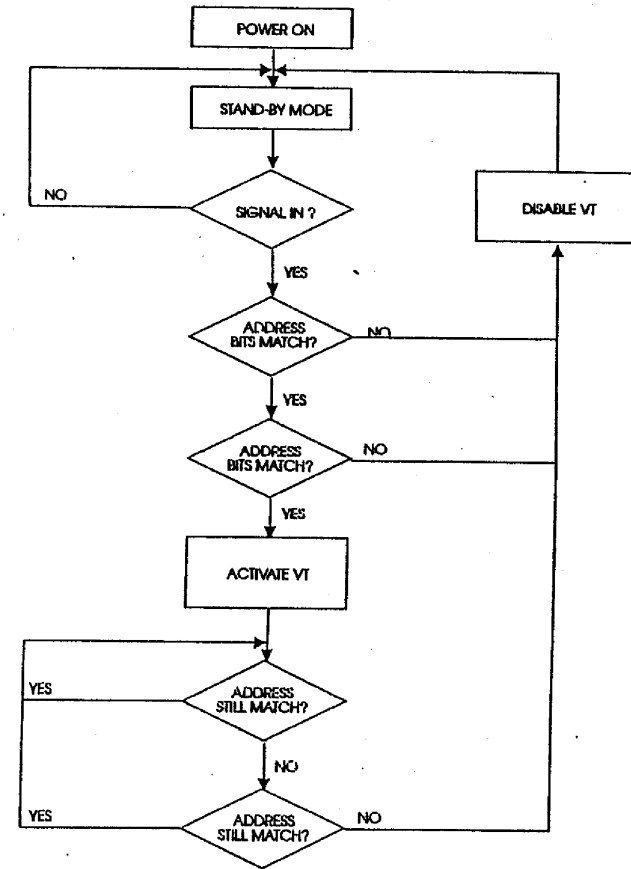 POWER ON
STAND-BY MODE
NO
SIGNAL IN ?
DISABLE VT
YES
ADDRESS
BITS MATCH?
NO
YES
ADDRESS
BITS MATCH?
NO
YES
ACTIVATE VT
YES
ADDRESS
STILL MATCH?
NO
YES
ADDRESS
STILL MATCH?
NO